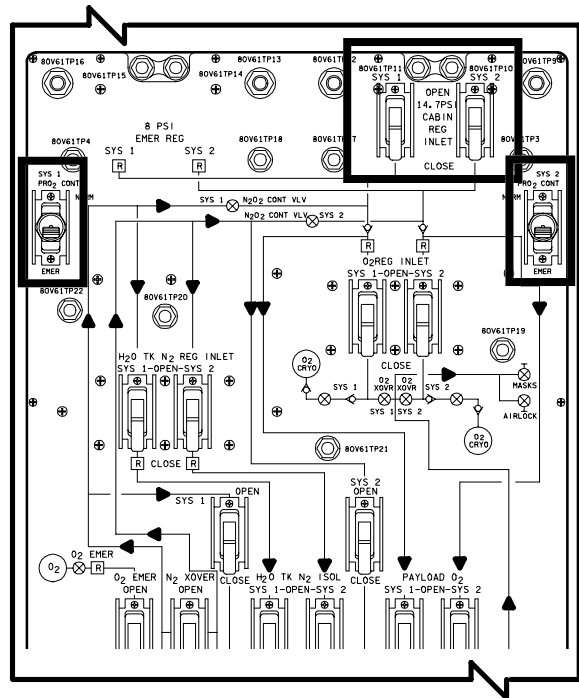 80V61TP16
80V61TP15
80V61TP13
80V61TP14
80V61TP11
80V61TP10
80V61TP9
SYS 1
SYS 2
OPEN
14.7PSI
CABIN
REG
INLET
CLOSE
8 PSI
EMER REG
SYS 1
SYS 2
R
R
80V61TP4
80V61TP18
80V61TP3
SYS 1
PRO2 CONT
NORM
EMER
SYS 2
PRO2 CONT
EMER
SYS 1
N2O2 CONT VLV
N2O2 CONT VLV
SYS 2
R
R
O2REG INLET
SYS 1-OPEN-SYS 2
CLOSE
80V61TP22
80V61TP20
80V61TP19
H2O TK N2 REG INLET
SYS 1-OPEN-SYS 2
R
CLOSE
R
O2
CRYO
SYS 1
O2
XOVR
O2
XOVR
SYS 2
SYS 1
SYS 2
MASKS
AIRLOCK
O2
CRYO
80V61TP21
SYS 1
OPEN
CLOSE
SYS 2
OPEN
CLOSE
O2
O2 EMER
R
O2 EMER
OPEN
N2 XOVER
OPEN
H2O TK N2 ISOL
SYS 1-OPEN-SYS 2
PAYLOAD O2
SYS 1-OPEN-SYS 2